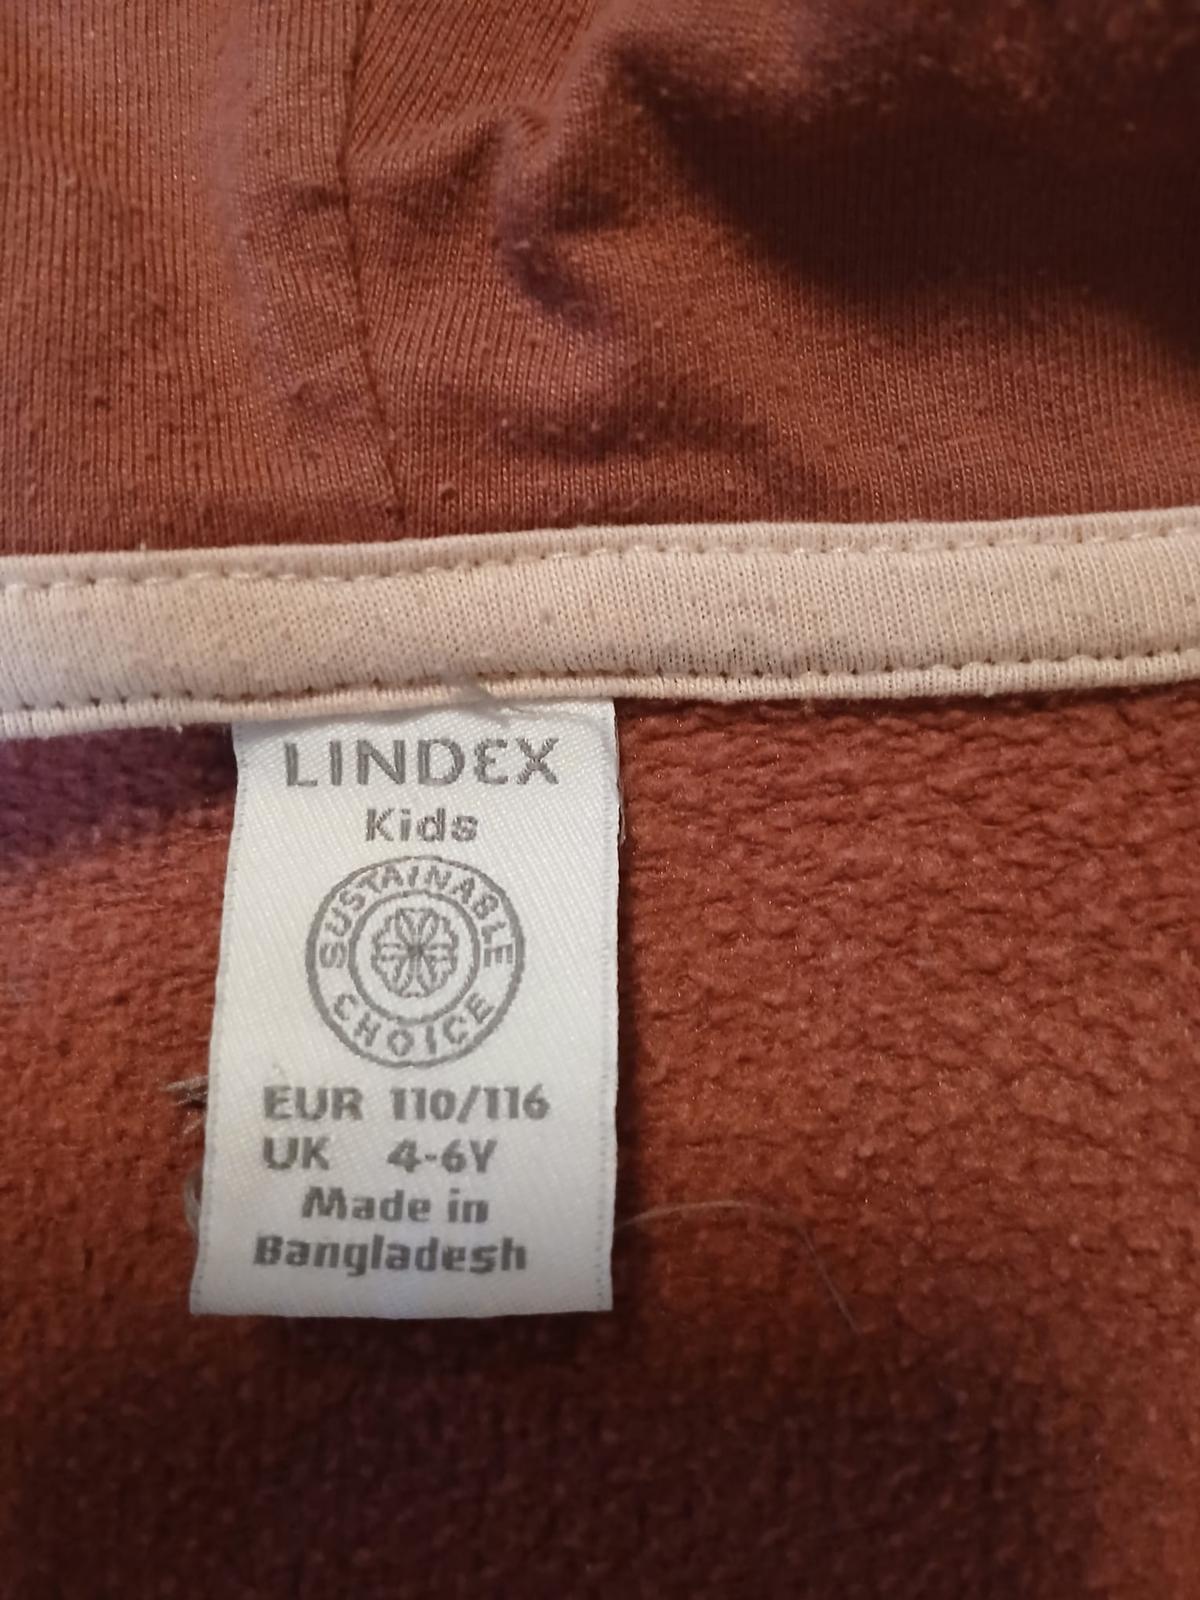 LINDEX
Kids
SUSTAINABLE
CHOICE
EUR 110/116
UK 4-6Y
Made in
Bangladesh